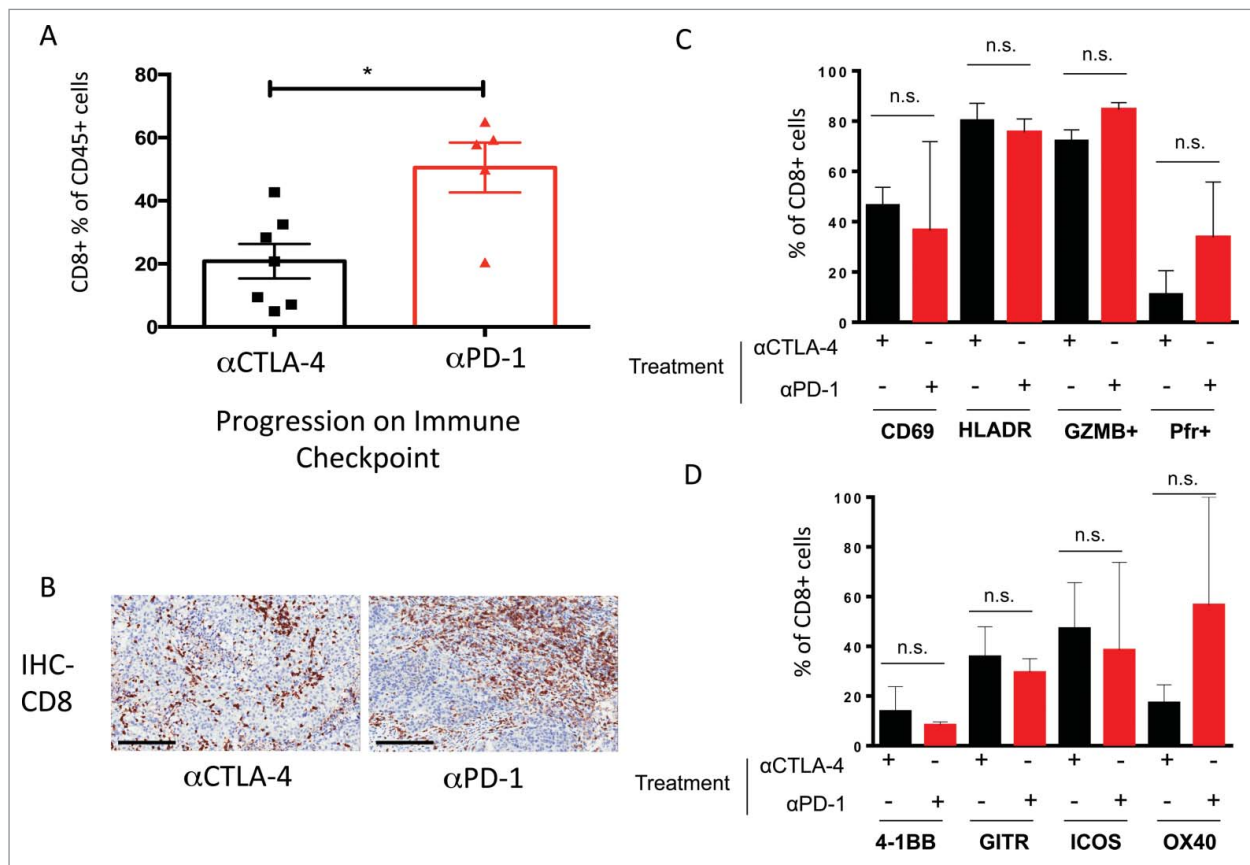 A
CD8+ % of CD45+ cells
80
60
40
20
0
*
αCTLA-4
αPD-1
Progression on Immune
Checkpoint
B
IHC-
CD8
αCTLA-4
αPD-1
C
% of CD8+ cells
100
80
60
40
20
0
n.s.
n.s.
n.s.
n.s.
Treatment
αCTLA-4 + - + - + - + -
αPD-1 - + - + - + - +
CD69 HLADR GZMB+ Pfr+
D
% of CD8+ cells
100
80
60
40
20
0
n.s.
n.s.
n.s.
n.s.
Treatment
αCTLA-4 + - + - + - + -
αPD-1 - + - + - + - +
4-1BB GITR ICOS OX40